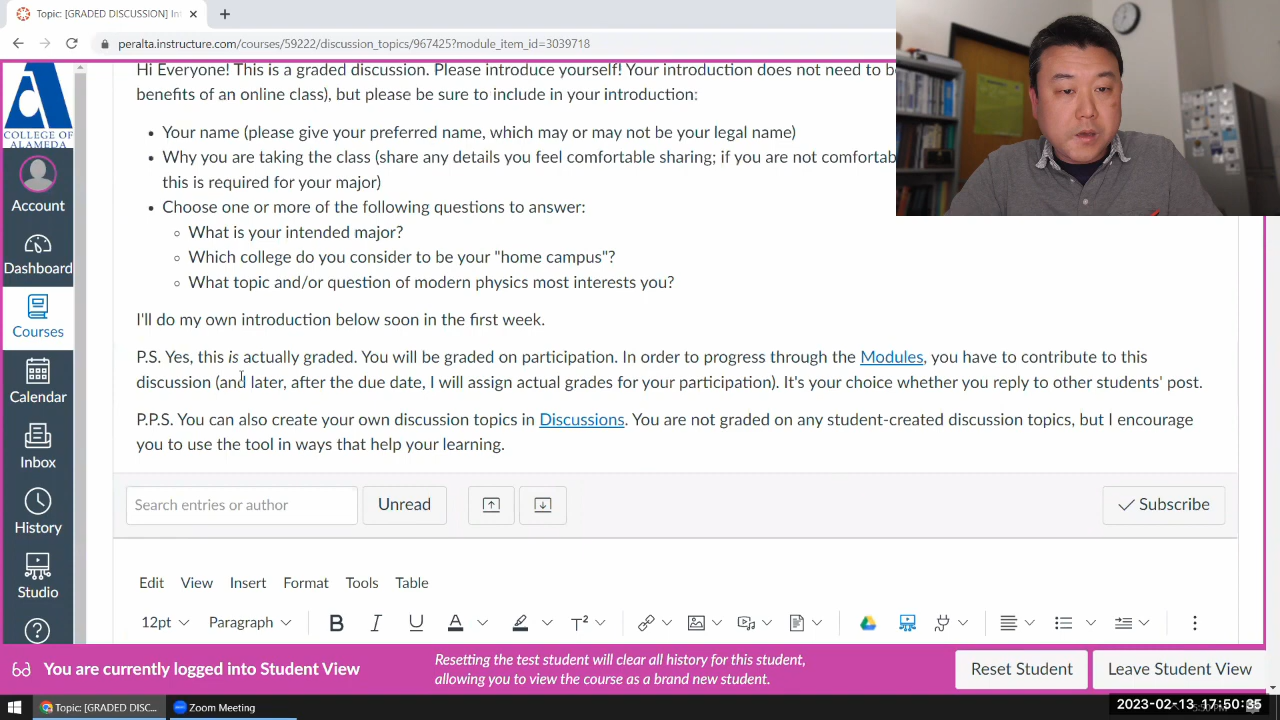 Topic: [GRADED DISCUSSION] In
peralta.instructure.com/courses/59222/discussion_topics/967425?module_item_id=3039718
Hi Everyone! This is a graded discussion. Please introduce yourself! Your introduction does not need to be
benefits of an online class), but please be sure to include in your introduction:
Your name (please give your preferred name, which may or may not be your legal name)
Why you are taking the class (share any details you feel comfortable sharing; if you are not comfortab
this is required for your major)
Choose one or more of the following questions to answer:
What is your intended major?
Which college do you consider to be your "home campus"?
What topic and/or question of modern physics most interests you?
I'll do my own introduction below soon in the first week.
P.S. Yes, this is actually graded. You will be graded on participation. In order to progress through the Modules, you have to contribute to this
discussion (and later, after the due date, I will assign actual grades for your participation). It's your choice whether you reply to other students' post.
P.P.S. You can also create your own discussion topics in Discussions. You are not graded on any student-created discussion topics, but I encourage
you to use the tool in ways that help your learning.
Search entries or author
Unread
Subscribe
Edit View Insert Format Tools Table
12pt Paragraph B I U A T²
COLLEGE OF
ALAMEDA
Account
Dashboard
Courses
Calendar
Inbox
History
Studio
You are currently logged into Student View
Resetting the test student will clear all history for this student,
allowing you to view the course as a brand new student.
Reset Student
Leave Student View
Topic: [GRADED DISC...
Zoom Meeting
2023-02-13 17:50:35